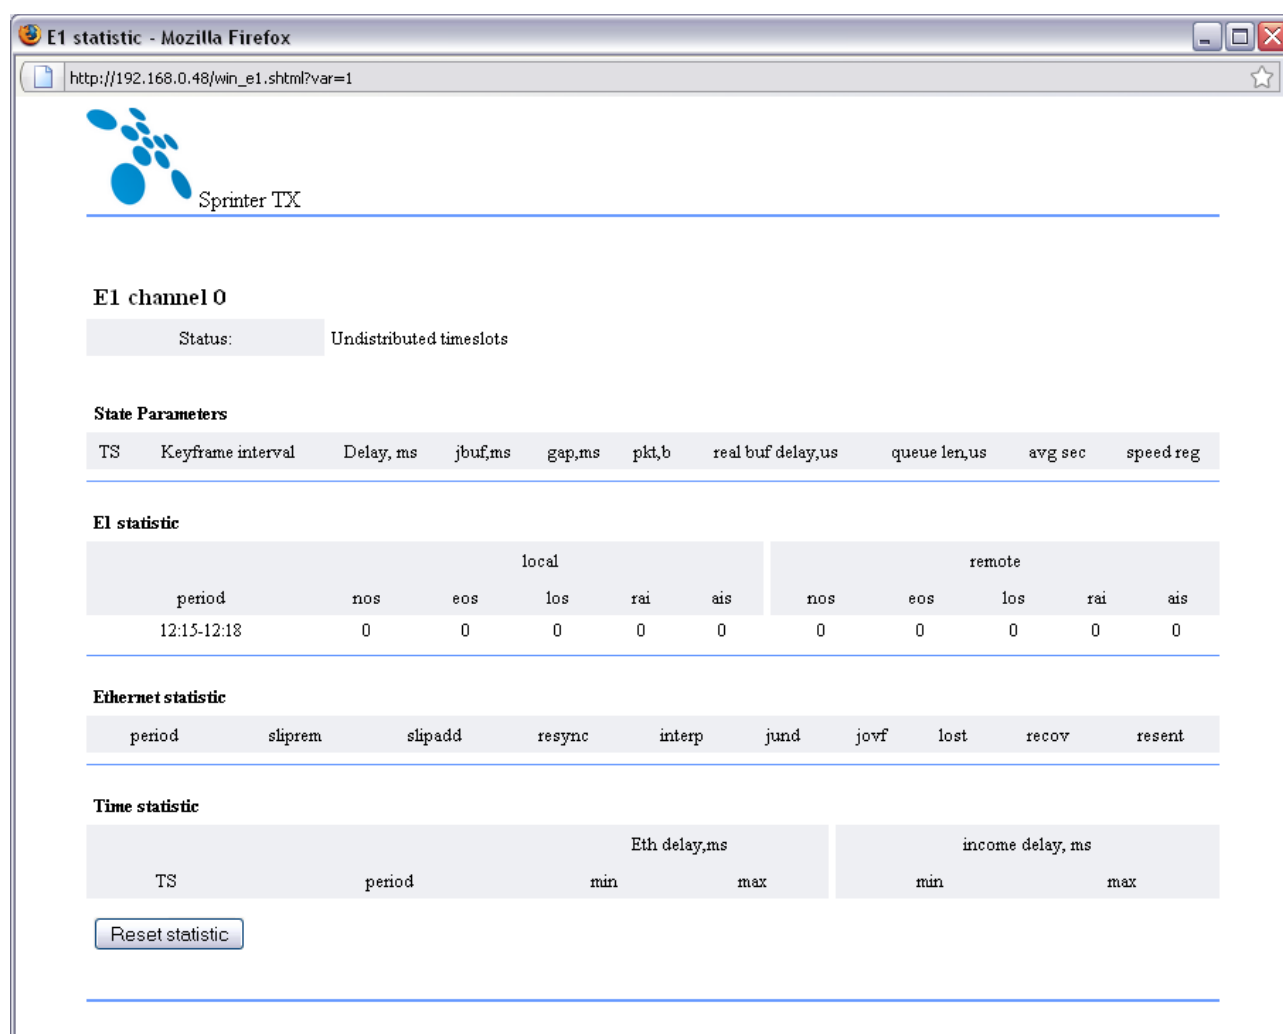 E1 statistic - Mozilla Firefox
http://192.168.0.48/win_e1.shtml?var=1
Sprinter TX
E1 channel 0
Status: Undistributed timeslots
State Parameters
TS Keyframe interval Delay, ms jbuf,ms gap,ms pkt,b real buf delay,us queue len,us avg sec speed reg
E1 statistic
local remote
period nos eos los rai ais nos eos los rai ais
12:15-12:18 0 0 0 0 0 0 0 0 0 0
Ethernet statistic
period sliprem slipadd resync interp jund jovf lost recov resent
Time statistic
Eth delay,ms income delay, ms
TS period min max min max
Reset statistic